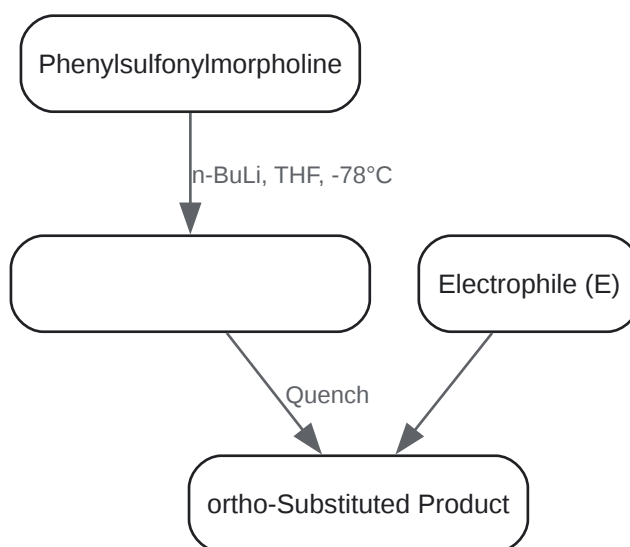 Phenylsulfonylmorpholine
n-BuLi, THF, -78°C
Electrophile (E)
Quench
ortho-Substituted Product